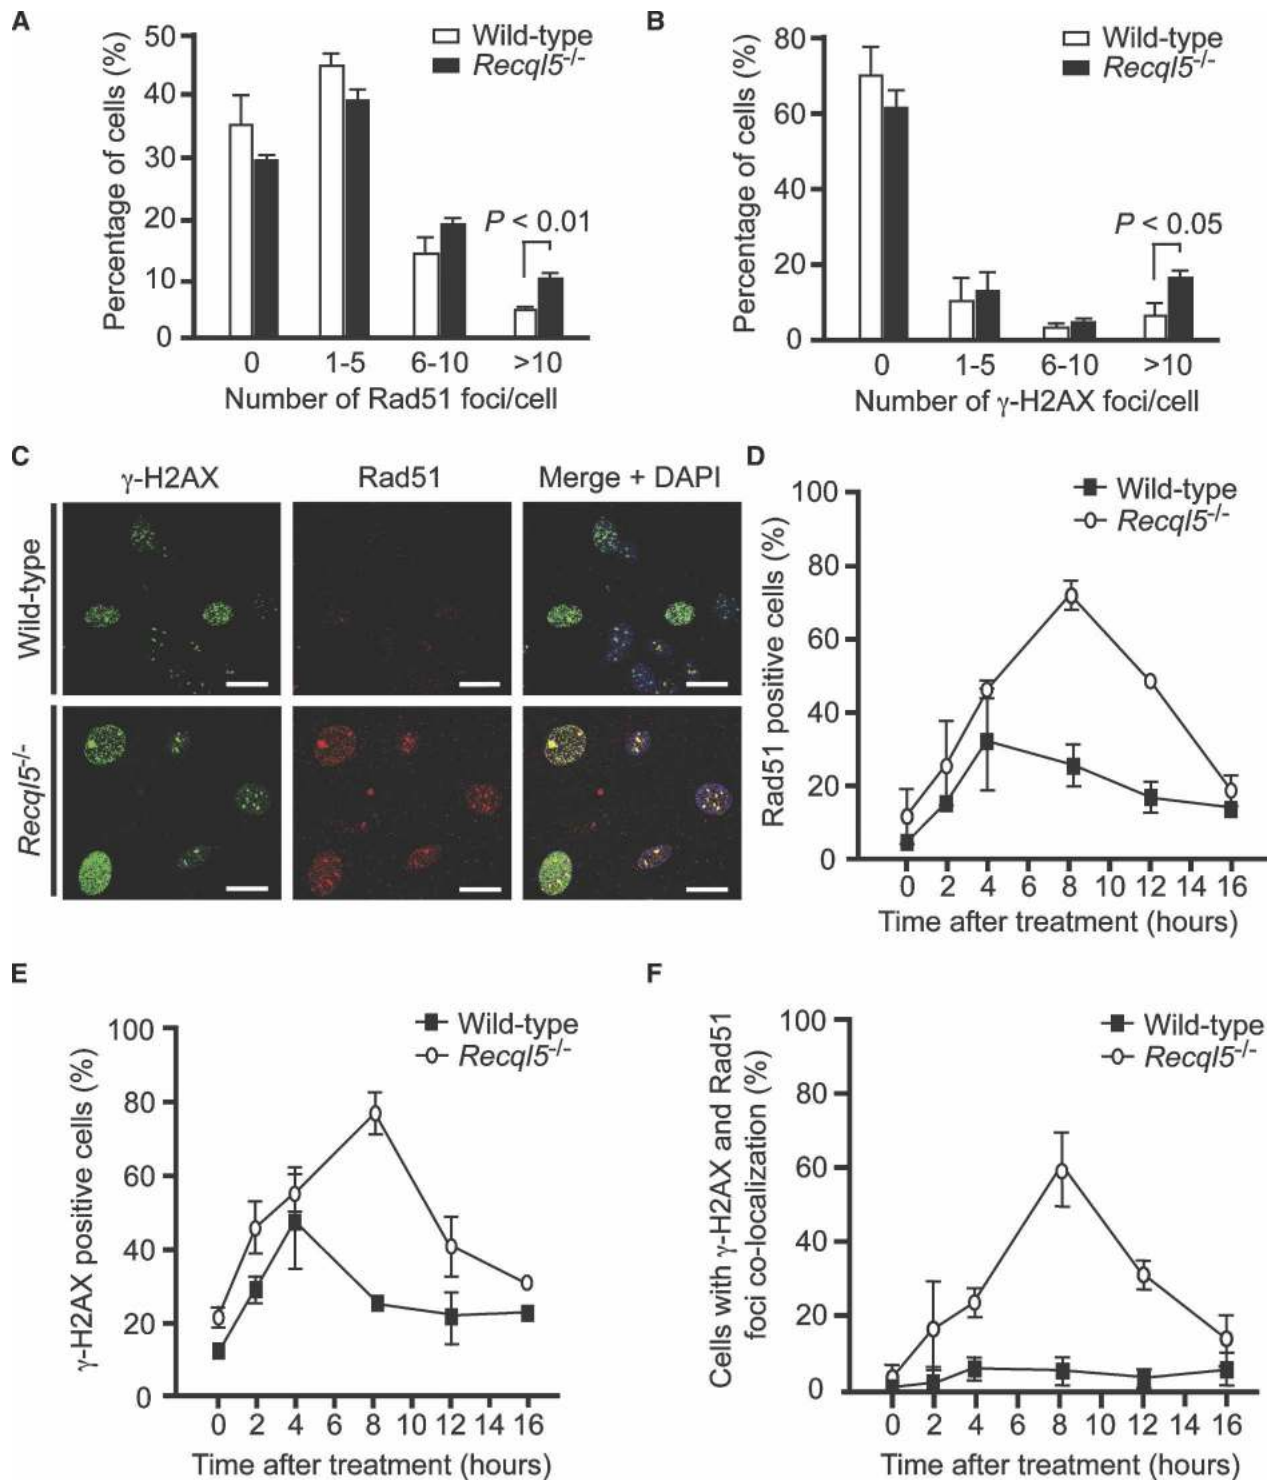 A
Percentage of cells (%)
50
40
30
20
10
0
Wild-type
Recql5-/-
P < 0.01
0 1-5 6-10 >10
Number of Rad51 foci/cell
B
Percentage of cells (%)
80
60
40
20
0
Wild-type
Recql5-/-
P < 0.05
0 1-5 6-10 >10
Number of γ-H2AX foci/cell
C
γ-H2AX Rad51 Merge + DAPI
Wild-type
Recql5-/-
D
Rad51 positive cells (%)
100
80
60
40
20
0
Wild-type
Recql5-/-
0 2 4 6 8 10 12 14 16
Time after treatment (hours)
E
γ-H2AX positive cells (%)
100
80
60
40
20
0
Wild-type
Recql5-/-
0 2 4 6 8 10 12 14 16
Time after treatment (hours)
F
Cells with γ-H2AX and Rad51
foci co-localization (%)
100
80
60
40
20
0
Wild-type
Recql5-/-
0 2 4 6 8 10 12 14 16
Time after treatment (hours)